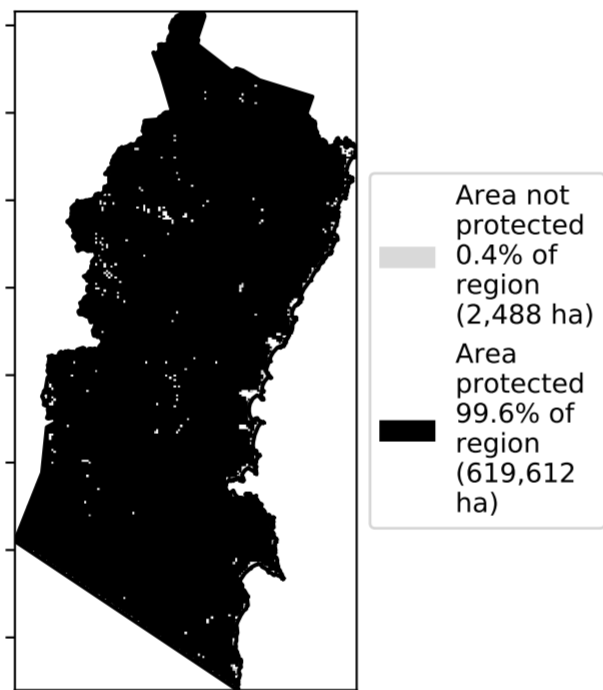 Area not
protected
0.4% of
region
(2,488 ha)
Area
protected
99.6% of
region
(619,612
ha)